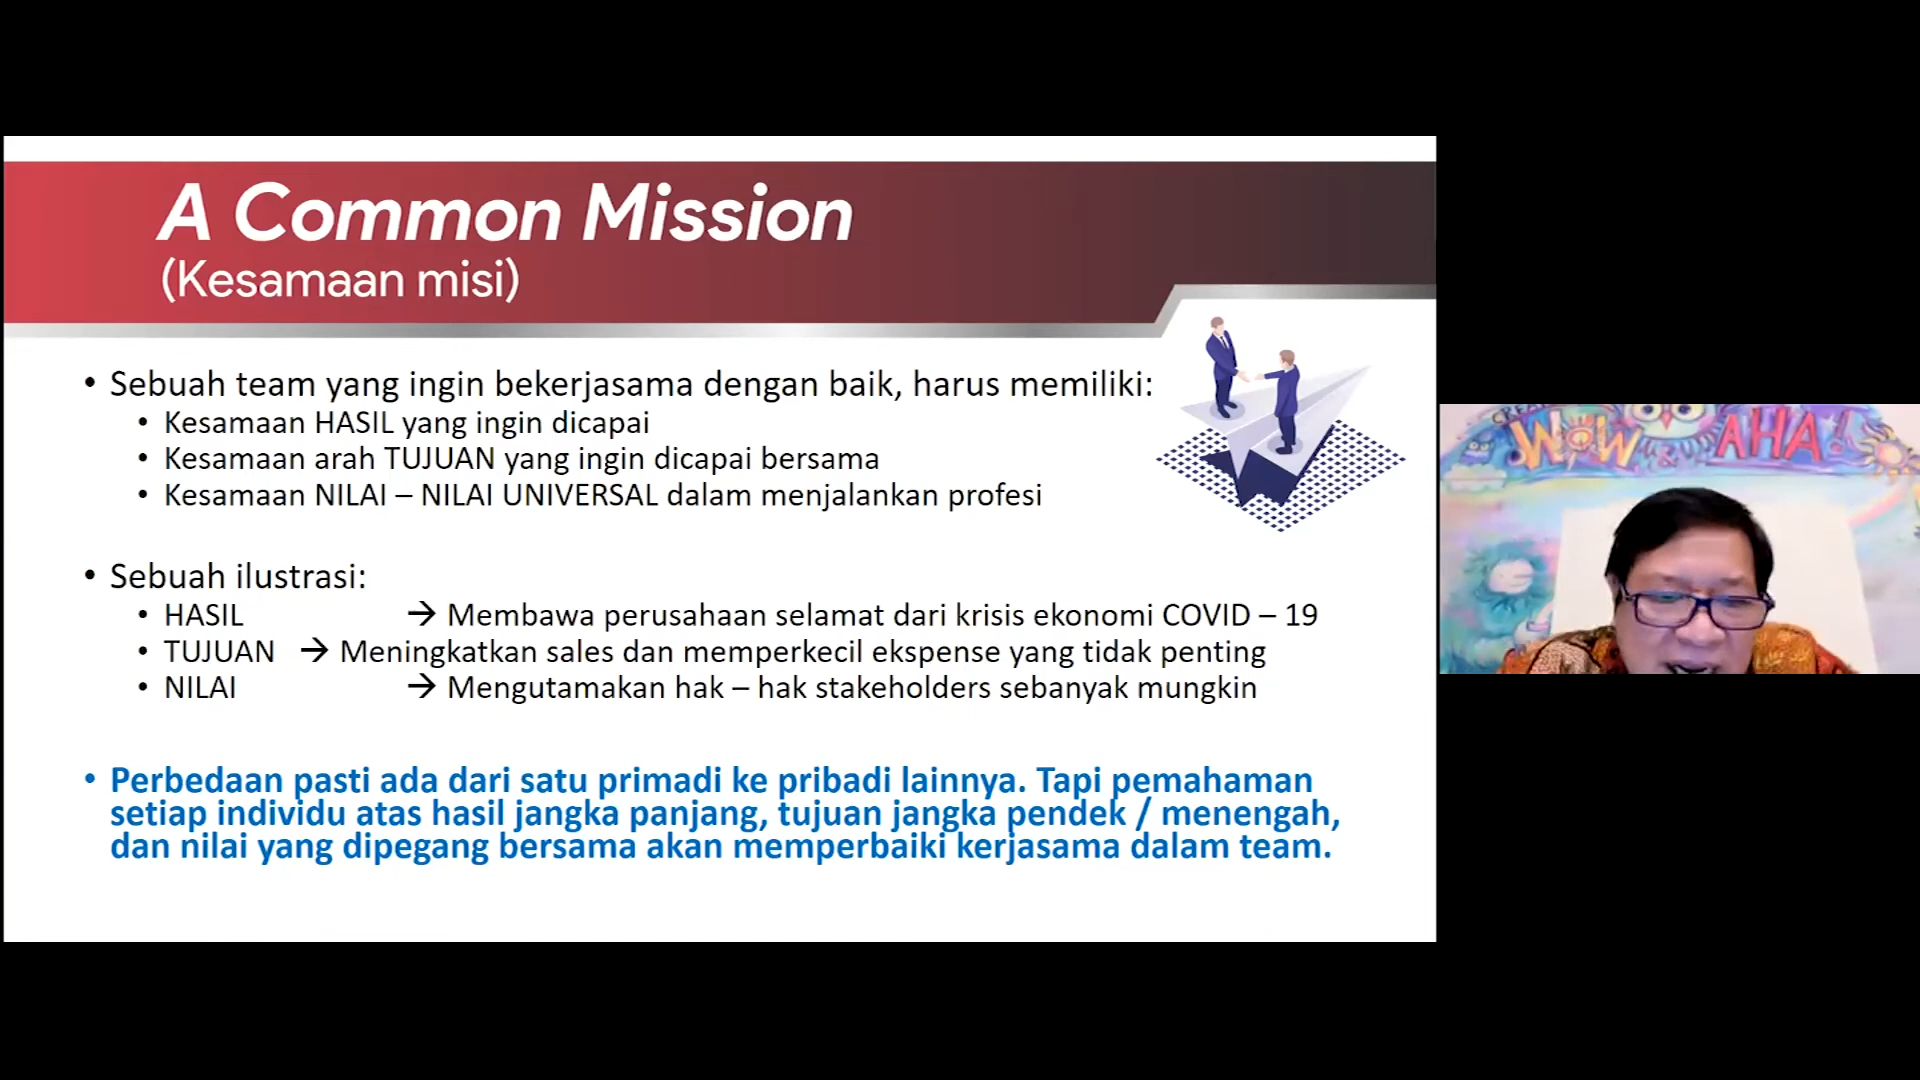 A Common Mission
(Kesamaan misi)
• Sebuah team yang ingin bekerjasama dengan baik, harus memiliki:
• Kesamaan HASIL yang ingin dicapai
• Kesamaan arah TUJUAN yang ingin dicapai bersama
• Kesamaan NILAI – NILAI UNIVERSAL dalam menjalankan profesi
• Sebuah ilustrasi:
• HASIL → Membawa perusahaan selamat dari krisis ekonomi COVID – 19
• TUJUAN → Meningkatkan sales dan memperkecil ekspense yang tidak penting
• NILAI → Mengutamakan hak – hak stakeholders sebanyak mungkin
• Perbedaan pasti ada dari satu primadi ke pribadi lainnya. Tapi pemahaman
setiap individu atas hasil jangka panjang, tujuan jangka pendek / menengah,
dan nilai yang dipegang bersama akan memperbaiki kerjasama dalam team.
WOW & AHA!